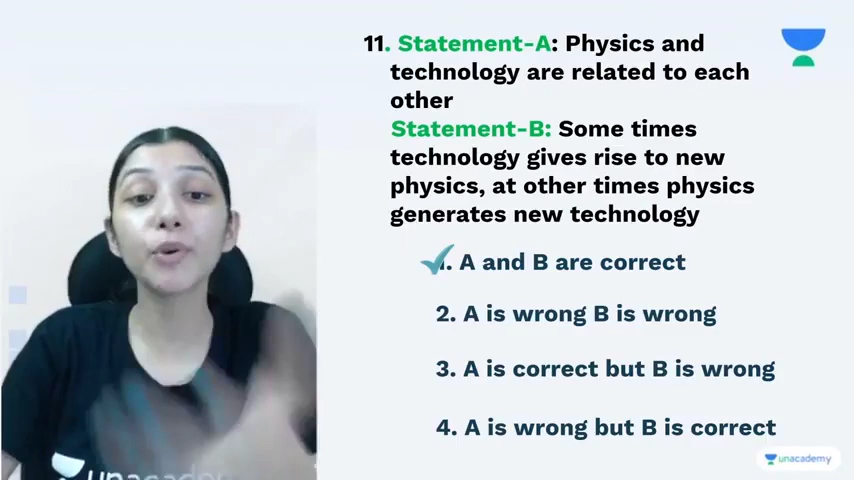 11. Statement-A: Physics and
technology are related to each
other
Statement-B: Some times
technology gives rise to new
physics, at other times physics
generates new technology
1. A and B are correct
2. A is wrong B is wrong
3. A is correct but B is wrong
4. A is wrong but B is correct
unacademy
unacademy